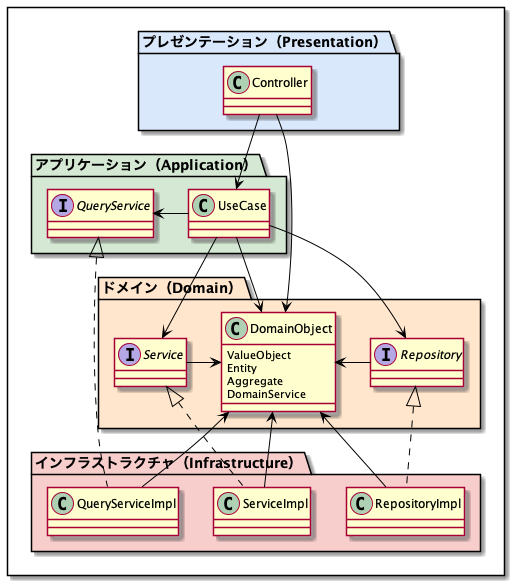 プレゼンテーション（Presentation）
C Controller
アプリケーション（Application）
I QueryService
C UseCase
ドメイン（Domain）
I Service
C DomainObject
ValueObject
Entity
Aggregate
DomainService
I Repository
インフラストラクチャ（Infrastructure）
C QueryServiceImpl
C ServiceImpl
C RepositoryImpl